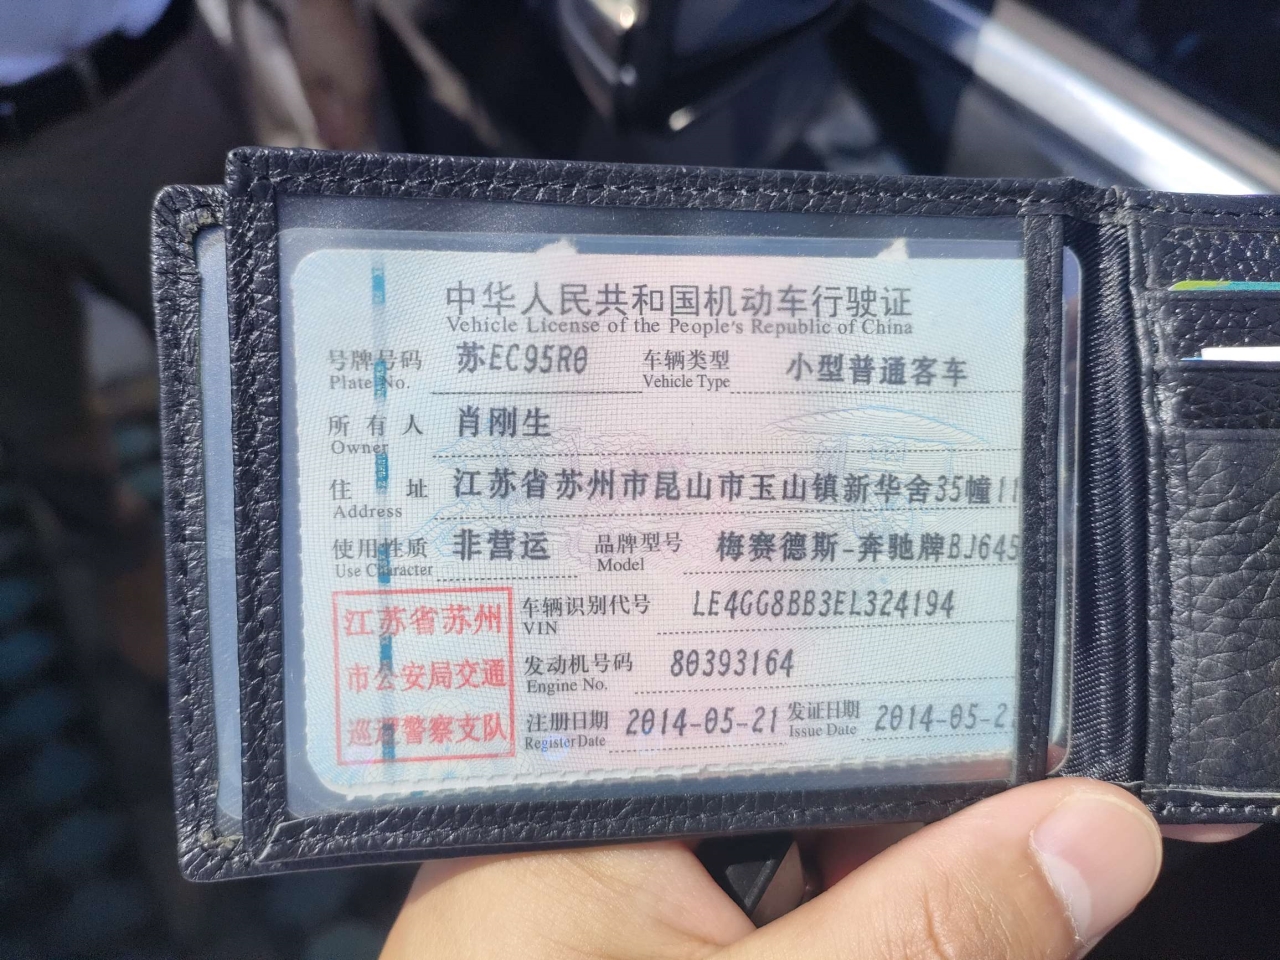 中华人民共和国机动车行驶证
Vehicle License of the People's Republic of China
号牌号码 苏EC95R0 车辆类型 小型普通客车
Plate No. Vehicle Type
所有人 肖刚生
Owner
住址 江苏省苏州市昆山市玉山镇新华舍35幢11
Address
使用性质 非营运 品牌型号 梅赛德斯-奔驰牌BJ645
Use Character Model
江苏省苏州
市公安局交通
巡逻警察支队
车辆识别代号 LE4GG8BB3EL324194
VIN
发动机号码 80393164
Engine No.
注册日期 2014-05-21 发证日期 2014-05-2
Register Date Issue Date